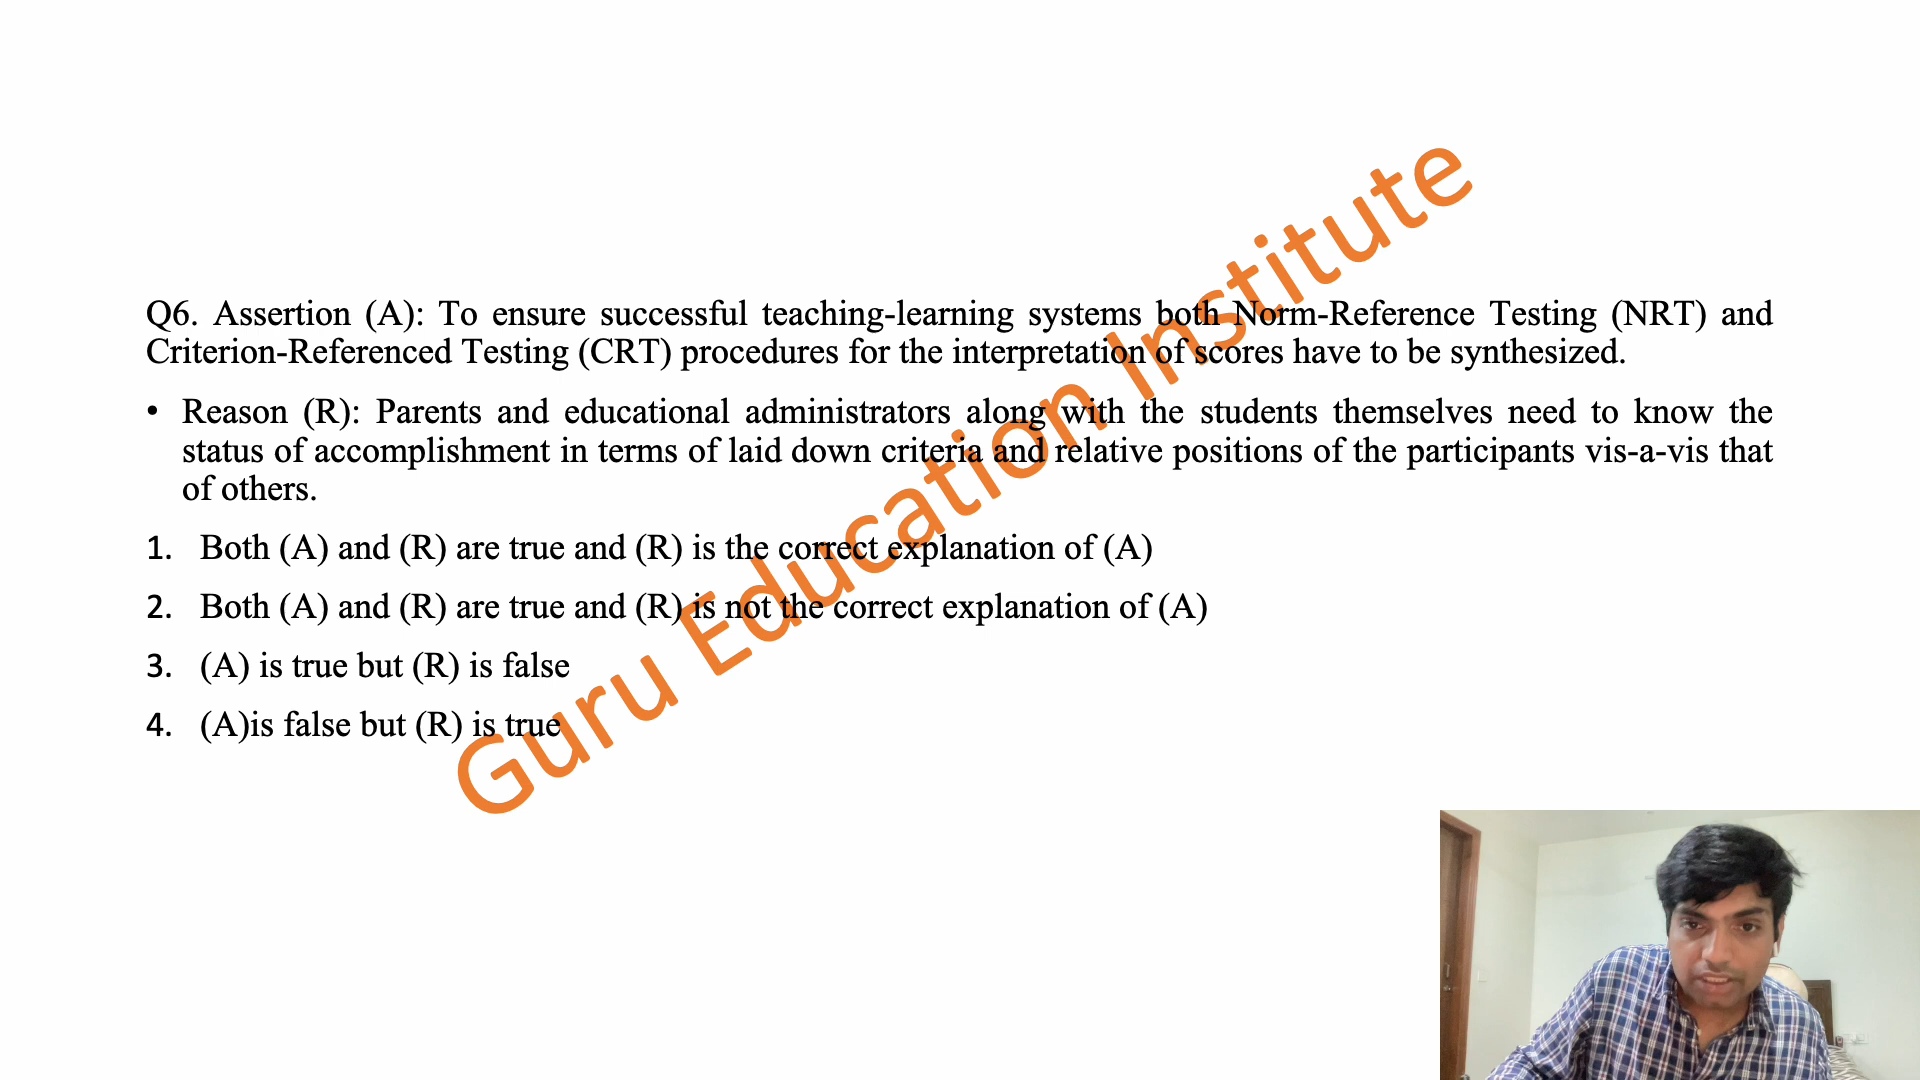 Q6. Assertion (A): To ensure successful teaching-learning systems both Norm-Reference Testing (NRT) and
Criterion-Referenced Testing (CRT) procedures for the interpretation of scores have to be synthesized.
• Reason (R): Parents and educational administrators along with the students themselves need to know the
status of accomplishment in terms of laid down criteria and relative positions of the participants vis-a-vis that
of others.
1. Both (A) and (R) are true and (R) is the correct explanation of (A)
2. Both (A) and (R) are true and (R) is not the correct explanation of (A)
3. (A) is true but (R) is false
4. (A)is false but (R) is true
Guru Education Institute